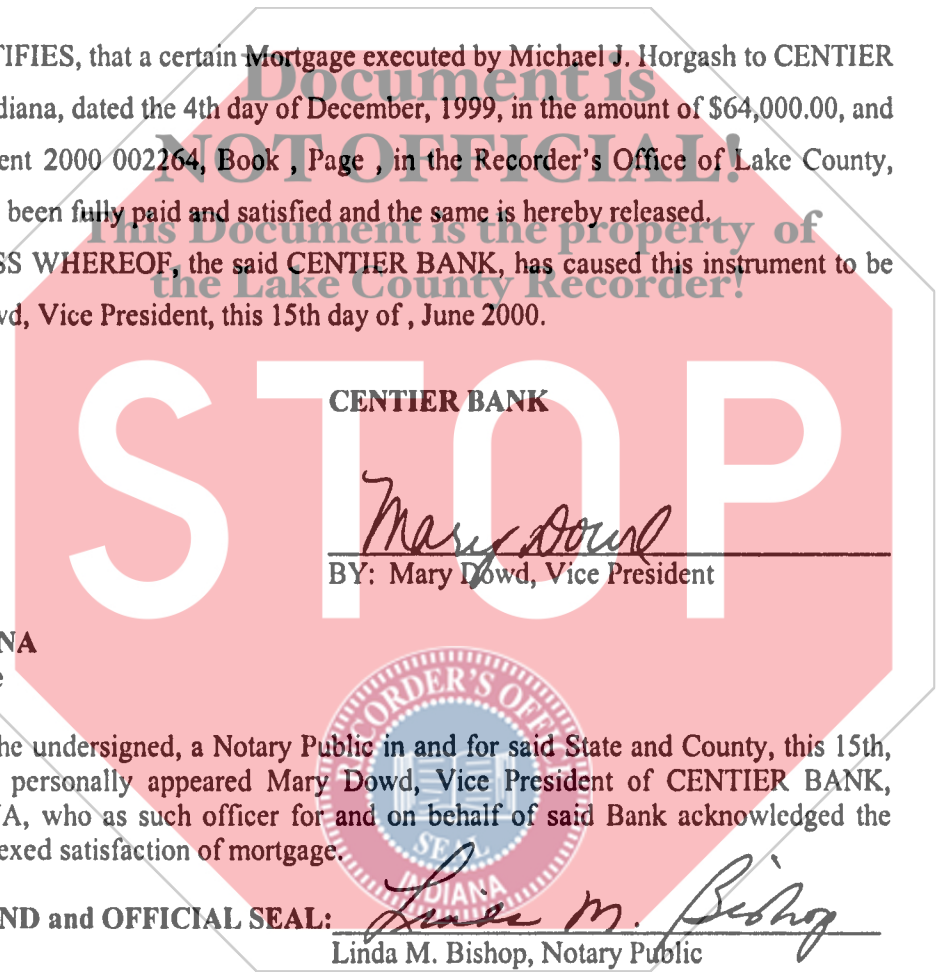 TIFIES, that a certain Mortgage executed by Michael J. Horgash to CENTIER
Document is
diana, dated the 4th day of December, 1999, in the amount of $64,000.00, and
NOT OFFICIAL!
ent 2000 002264, Book , Page , in the Recorder's Office of Lake County,
been fully paid and satisfied and the same is hereby released.
This Document is the property of
SS WHEREOF, the said CENTIER BANK, has caused this instrument to be
the Lake County Recorder!
wd, Vice President, this 15th day of , June 2000.
STOP
CENTIER BANK
Mary Dowd
BY: Mary Dowd, Vice President
NA
e
RECORDER'S OFFICE
he undersigned, a Notary Public in and for said State and County, this 15th,
personally appeared Mary Dowd, Vice President of CENTIER BANK,
A, who as such officer for and on behalf of said Bank acknowledged the
exed satisfaction of mortgage.
SEAL
INDIANA
ND and OFFICIAL SEAL: Linda M. Bishop
Linda M. Bishop, Notary Public